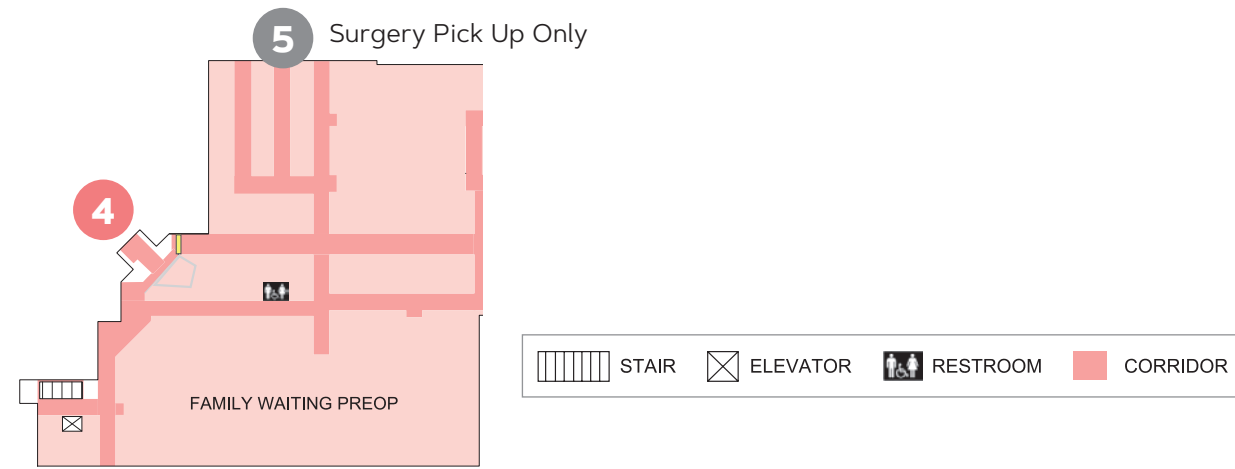 5 Surgery Pick Up Only
4
FAMILY WAITING PREOP
STAIR ELEVATOR RESTROOM CORRIDOR